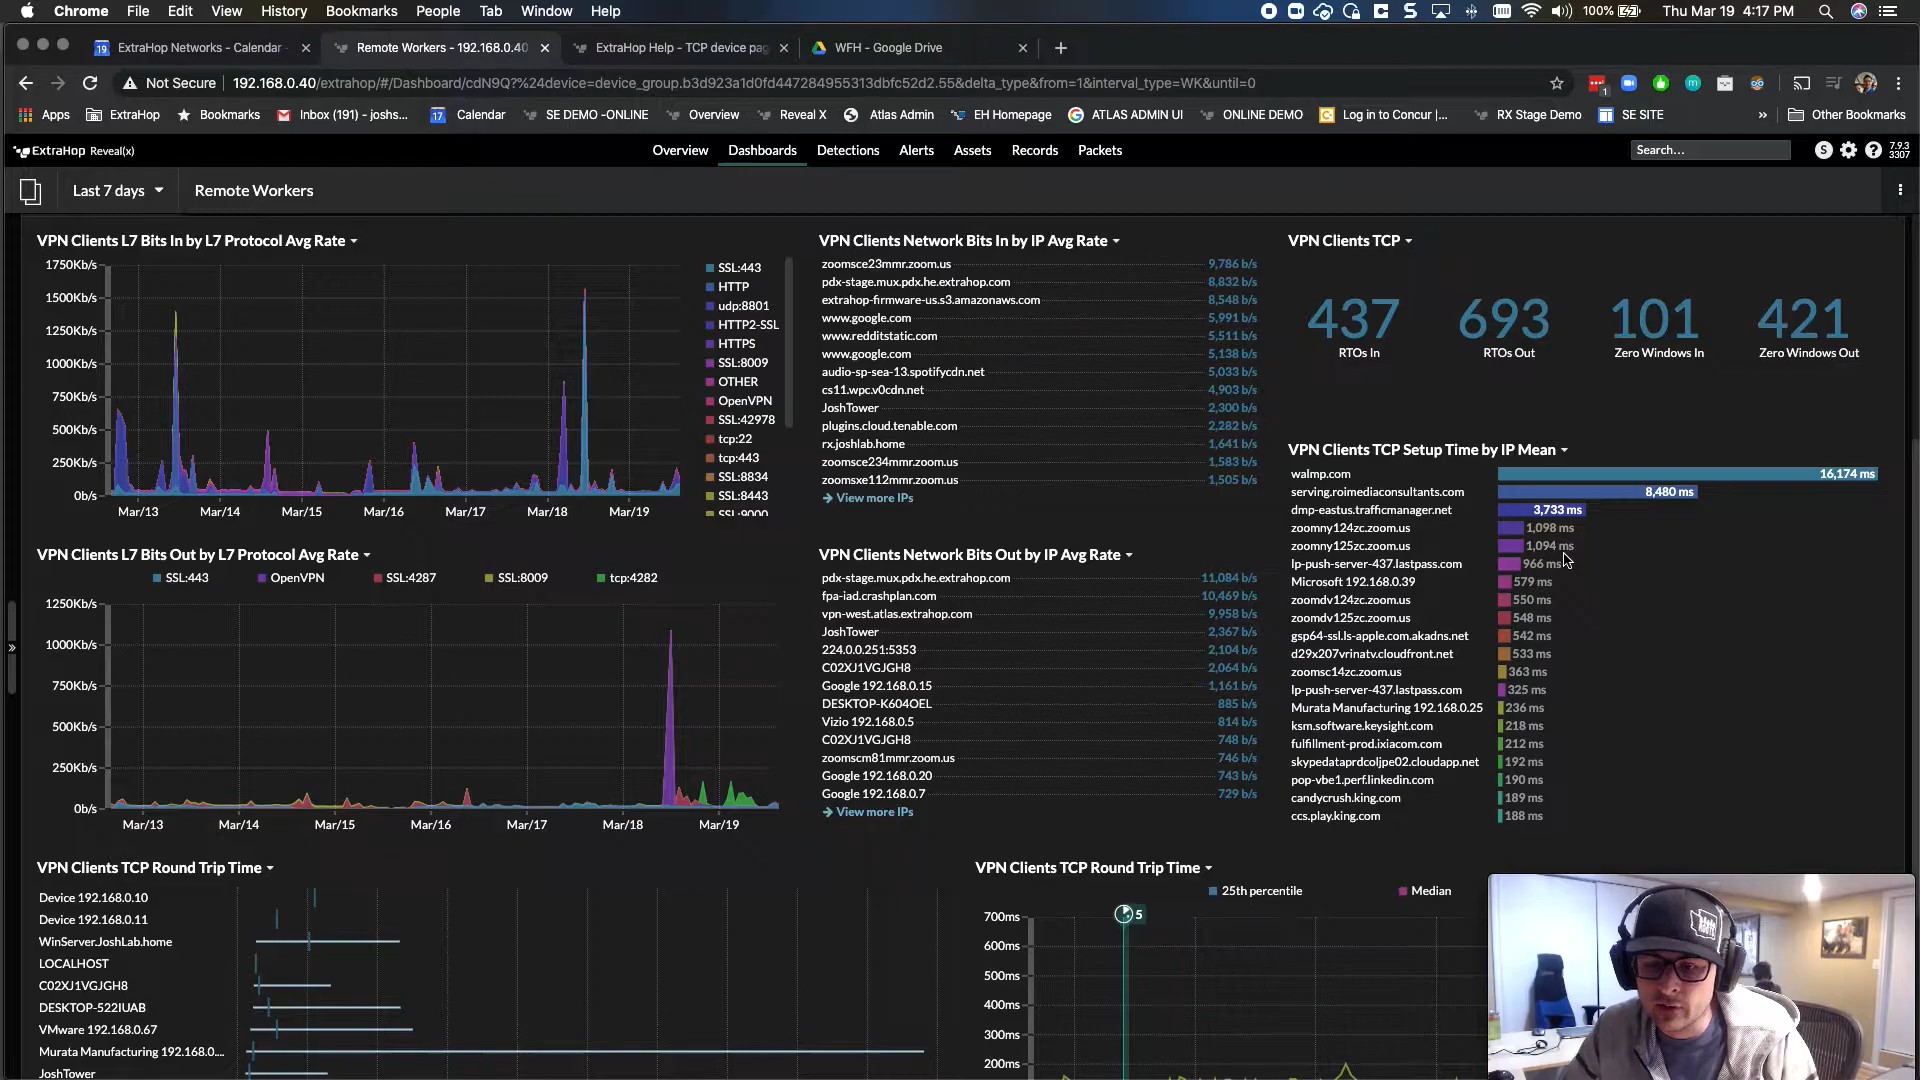 Chrome File Edit View History Bookmarks People Tab Window Help
100% Thu Mar 19 4:17 PM
ExtraHop Networks - Calendar
Remote Workers - 192.168.0.40
ExtraHop Help - TCP device pag
WFH - Google Drive
Not Secure 192.168.0.40/extrahop/#/Dashboard/cdN9Q?%24device=device_group.b3d923a1d0fd447284955313dbfc52d2.55&delta_type&from=1&interval_type=WK&until=0
Apps ExtraHop Bookmarks Inbox (191) - joshs... Calendar SE DEMO -ONLINE Overview Reveal X Atlas Admin EH Homepage ATLAS ADMIN UI ONLINE DEMO Log in to Concur |... RX Stage Demo SE SITE » Other Bookmarks
ExtraHop Reveal(x)
Overview Dashboards Detections Alerts Assets Records Packets
Search...
S
7.9.3
3307
Last 7 days
Remote Workers
VPN Clients L7 Bits In by L7 Protocol Avg Rate
1750Kb/s
1500Kb/s
1250Kb/s
1000Kb/s
750Kb/s
500Kb/s
250Kb/s
0b/s
Mar/13 Mar/14 Mar/15 Mar/16 Mar/17 Mar/18 Mar/19
SSL:443
HTTP
udp:8801
HTTP2-SSL
HTTPS
SSL:8009
OTHER
OpenVPN
SSL:42978
tcp:22
tcp:443
SSL:8834
SSL:8443
SSL:9000
VPN Clients Network Bits In by IP Avg Rate
zoomsce23mmr.zoom.us 9,786 b/s
pdx-stage.mux.pdx.he.extrahop.com 8,832 b/s
extrahop-firmware-us.s3.amazonaws.com 8,548 b/s
www.google.com 5,991 b/s
www.redditstatic.com 5,511 b/s
www.google.com 5,138 b/s
audio-sp-sea-13.spotifycdn.net 5,033 b/s
cs11.wpc.v0cdn.net 4,903 b/s
JoshTower 2,300 b/s
plugins.cloud.tenable.com 2,282 b/s
rx.joshlab.home 1,641 b/s
zoomsce234mmr.zoom.us 1,583 b/s
zoomsxe112mmr.zoom.us 1,505 b/s
View more IPs
VPN Clients TCP
437 693 101 421
RTOs In RTOs Out Zero Windows In Zero Windows Out
VPN Clients TCP Setup Time by IP Mean
walmp.com 16,174 ms
serving.roimediaconsultants.com 8,480 ms
dmp-eastus.trafficmanager.net 3,733 ms
zoomny124zc.zoom.us 1,098 ms
zoomny125zc.zoom.us 1,094 ms
lp-push-server-437.lastpass.com 966 ms
Microsoft 192.168.0.39 579 ms
zoomdv124zc.zoom.us 550 ms
zoomdv125zc.zoom.us 548 ms
gsp64-ssl.ls-apple.com.akadns.net 542 ms
d29x207vrinatv.cloudfront.net 533 ms
zoomsc14zc.zoom.us 363 ms
lp-push-server-437.lastpass.com 325 ms
Murata Manufacturing 192.168.0.25 236 ms
ksm.software.keysight.com 218 ms
fulfillment-prod.ixiacom.com 212 ms
skypedataprdcoljpe02.cloudapp.net 192 ms
pop-vbe1.perf.linkedin.com 190 ms
candycrush.king.com 189 ms
ccs.play.king.com 188 ms
VPN Clients L7 Bits Out by L7 Protocol Avg Rate
SSL:443 OpenVPN SSL:4287 SSL:8009 tcp:4282
1250Kb/s
1000Kb/s
750Kb/s
500Kb/s
250Kb/s
0b/s
Mar/13 Mar/14 Mar/15 Mar/16 Mar/17 Mar/18 Mar/19
VPN Clients Network Bits Out by IP Avg Rate
pdx-stage.mux.pdx.he.extrahop.com 11,084 b/s
fpa-iad.crashplan.com 10,469 b/s
vpn-west.atlas.extrahop.com 9,958 b/s
JoshTower 2,367 b/s
224.0.0.251:5353 2,104 b/s
C02XJ1VGJGH8 2,064 b/s
Google 192.168.0.15 1,161 b/s
DESKTOP-K604OEL 885 b/s
Vizio 192.168.0.5 814 b/s
C02XJ1VGJGH8 748 b/s
zoomscm81mmr.zoom.us 746 b/s
Google 192.168.0.20 743 b/s
Google 192.168.0.7 729 b/s
View more IPs
VPN Clients TCP Round Trip Time
Device 192.168.0.10
Device 192.168.0.11
WinServer.JoshLab.home
LOCALHOST
C02XJ1VGJGH8
DESKTOP-522IUAB
VMware 192.168.0.67
Murata Manufacturing 192.168.0....
JoshTower
VPN Clients TCP Round Trip Time
25th percentile Median
700ms
600ms
500ms
400ms
300ms
200ms
5